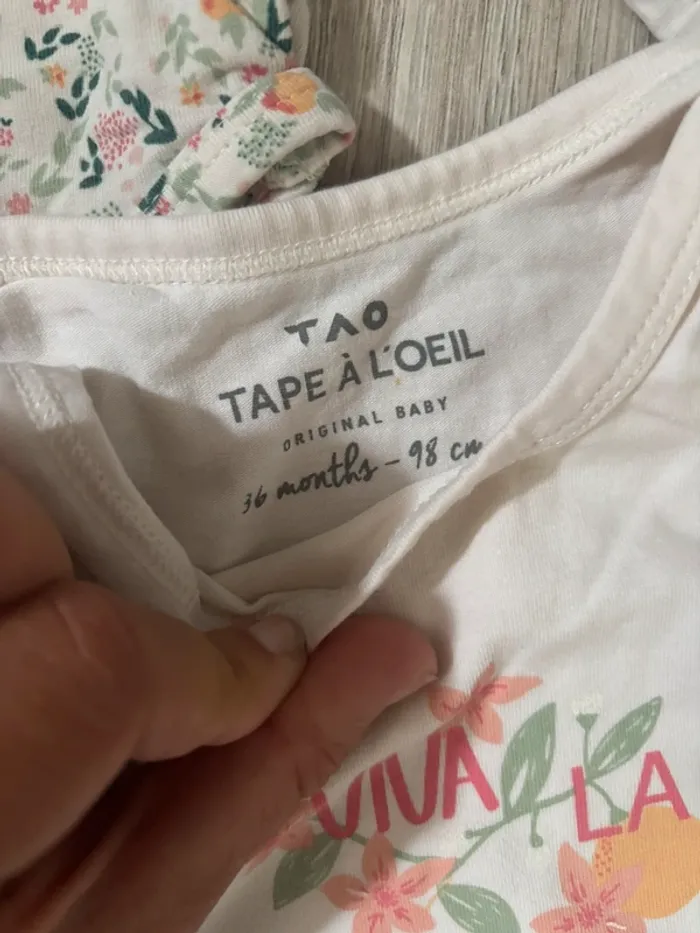 TAO
TAPE À L'OEIL
ORIGINAL BABY
36 months - 98 cm
VIVA LA